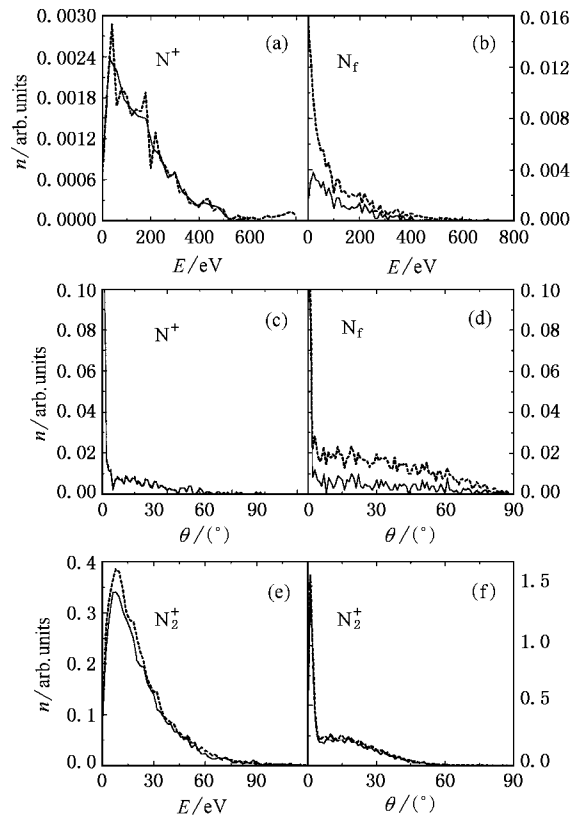 0.0030
0.0024
0.0018
0.0012
0.0006
0.0000
n/arb.units
(a)
N+
0
200
400
600
E/eV
(b)
Nf
0.016
0.012
0.008
0.004
0.000
0
200
400
600
800
E/eV
0.10
0.08
0.06
0.04
0.02
0.00
n/arb.units
(c)
N+
0
30
60
90
θ/(°)
(d)
Nf
0.10
0.08
0.06
0.04
0.02
0.00
0
30
60
90
θ/(°)
0.4
0.3
0.2
0.1
0.0
n/arb.units
(e)
N2+
0
30
60
90
E/eV
(f)
N2+
1.5
1.0
0.5
0.0
0
30
60
90
θ/(°)